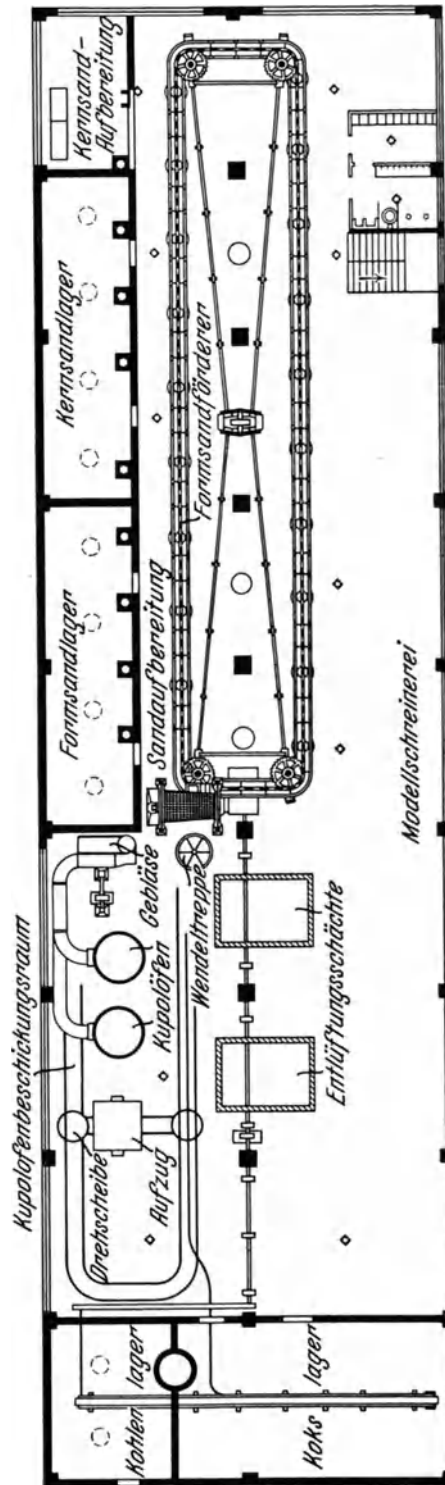 Kernsand-
Aufbereitung
Kernsandlager
Formsandlager
Formsandförderer
Sandaufbereitung
Modellschreinerei
Kupolofenbeschickungsraum
Gebläse
Kupolöfen
Wendeltreppe
Drehscheibe
Aufzug
Entlüftungsschächte
Kohlen lager
Koks lager